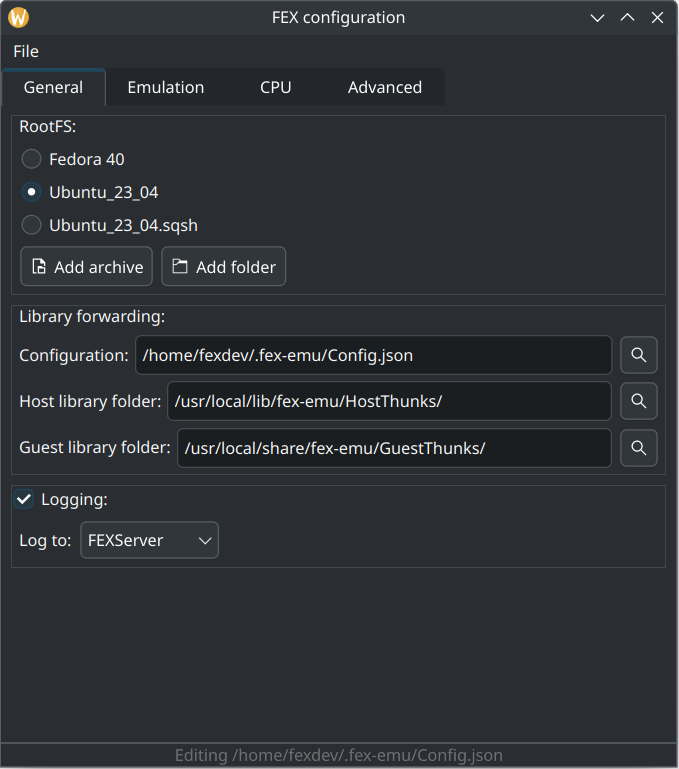 FEX configuration
File
General Emulation CPU Advanced
RootFS:
Fedora 40
Ubuntu_23_04
Ubuntu_23_04.sqsh
Add archive Add folder
Library forwarding:
Configuration: /home/fexdev/.fex-emu/Config.json
Host library folder: /usr/local/lib/fex-emu/HostThunks/
Guest library folder: /usr/local/share/fex-emu/GuestThunks/
Logging:
Log to: FEXServer
Editing /home/fexdev/.fex-emu/Config.json